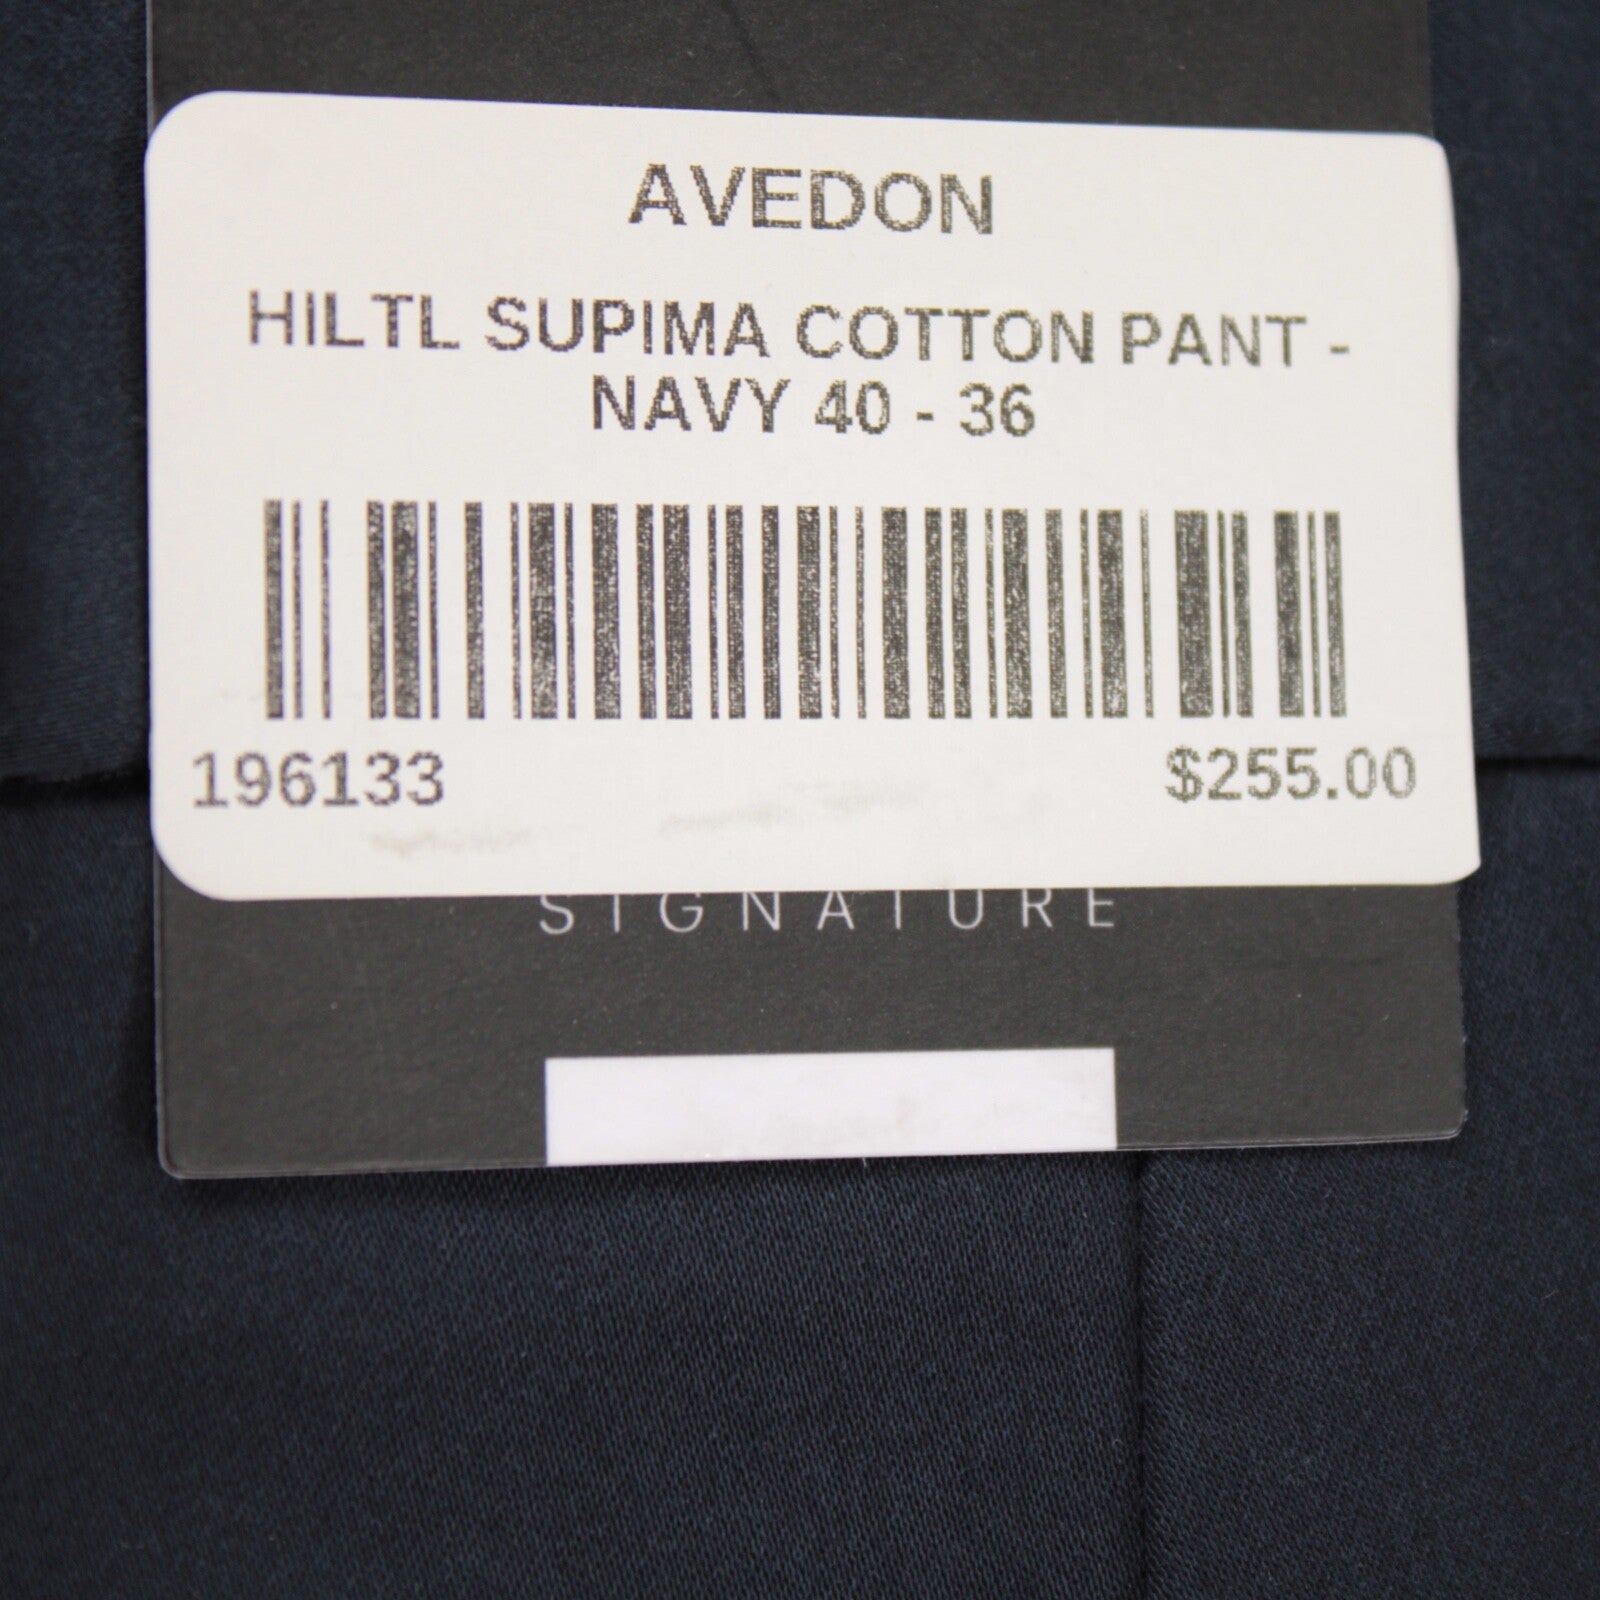 AVEDON
HILTL SUPIMA COTTON PANT -
NAVY 40 - 36
196133
$255.00
SIGNATURE